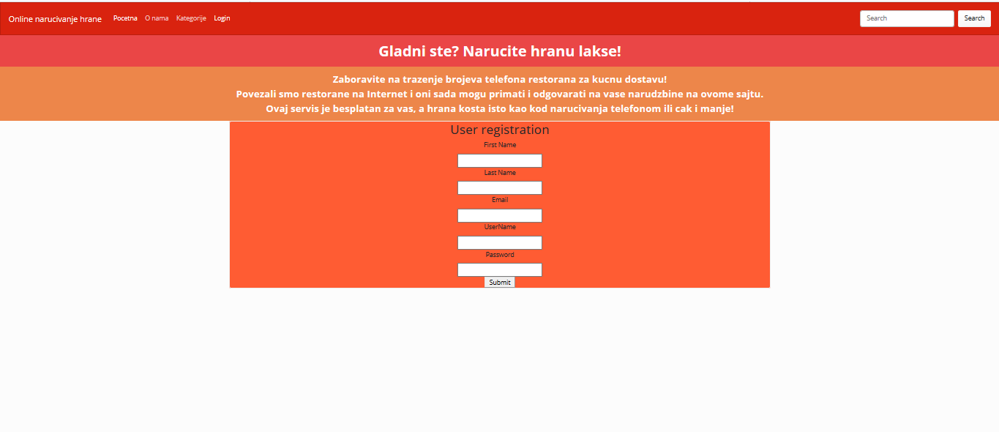 Online narucivanje hrane Pocetna O nama Kategorije Login Search Search
Gladni ste? Narucite hranu lakse!
Zaboravite na trazenje brojeva telefona restorana za kucnu dostavu!
Povezali smo restorane na Internet i oni sada mogu primati i odgovarati na vase narudzbine na ovome sajtu.
Ovaj servis je besplatan za vas, a hrana kosta isto kao kod narucivanja telefonom ili cak i manje!
User registration
First Name
Last Name
Email
UserName
Password
Submit